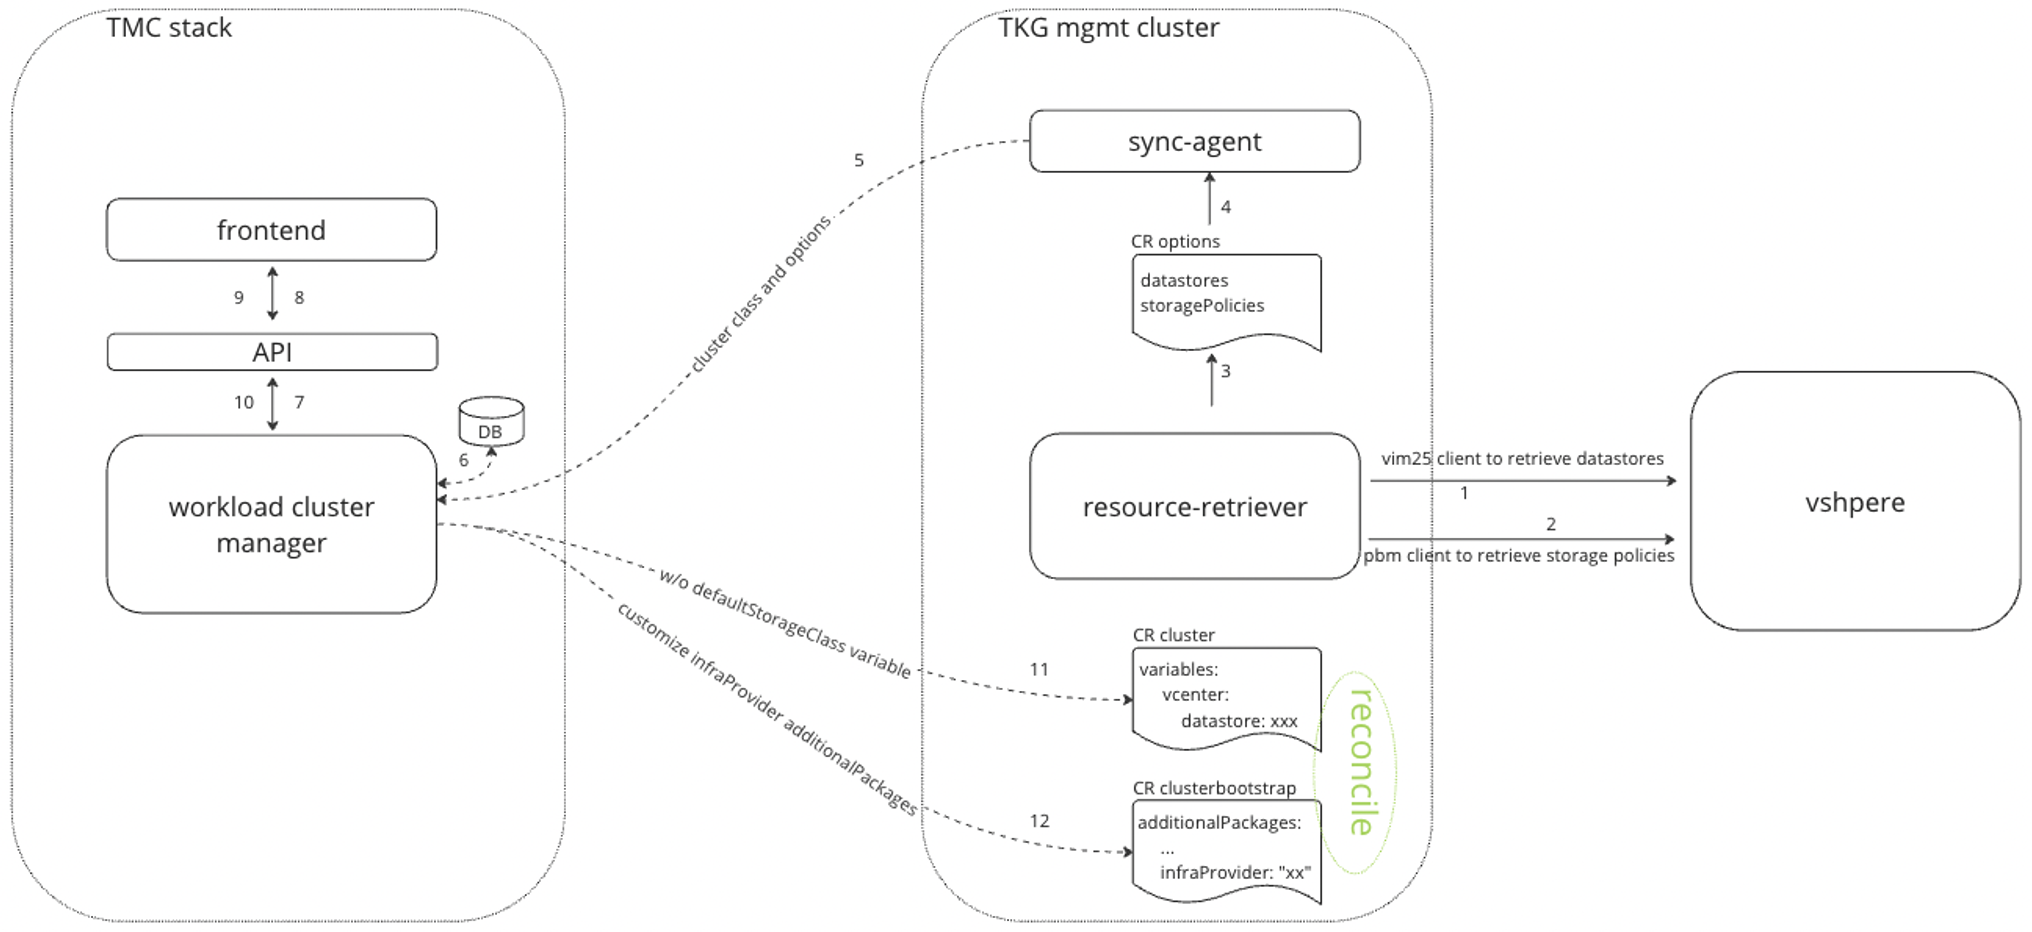 TMC stack
frontend
9
8
API
10
7
DB
6
workload cluster
manager
5
cluster class and options
w/o defaultStorageClass variable
customize infraProvider additionalPackages
11
12
TKG mgmt cluster
sync-agent
4
CR options
datastores
storagePolicies
3
resource-retriever
vim25 client to retrieve datastores
1
2
pbm client to retrieve storage policies
vshpere
CR cluster
variables:
vcenter:
datastore: xxx
CR clusterbootstrap
additionalPackages:
...
infraProvider: "xx"
reconcile